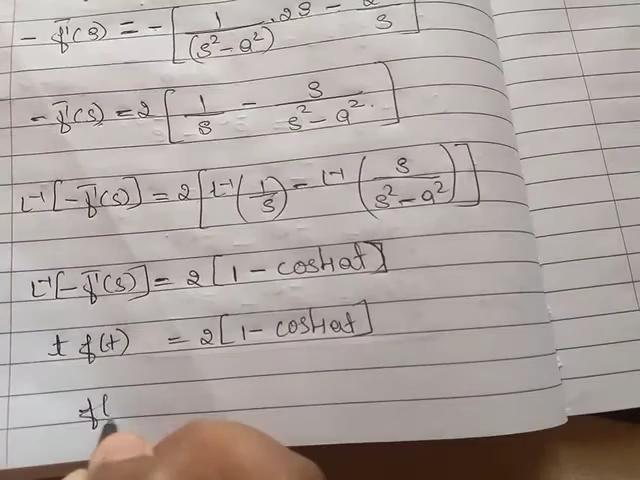 - f̄'(s) = - [ 1/(s² - a²) . 2s - 2/s ]
- f̄'(s) = 2 [ 1/s - s/(s² - a²) ]
L⁻¹[- f̄'(s)] = 2 [ L⁻¹(1/s) - L⁻¹( s/(s² - a²) ) ]
L⁻¹[- f̄'(s)] = 2 [ 1 - coshat ]
t f(t) = 2 [ 1 - coshat ]
f(